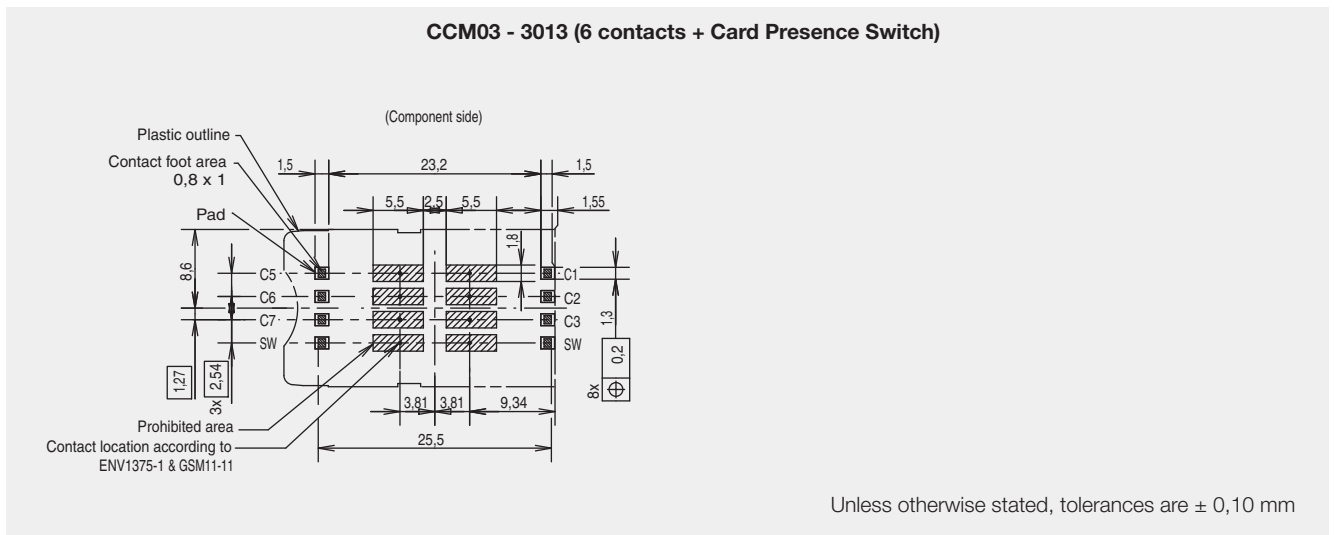 CCM03 - 3013 (6 contacts + Card Presence Switch)
(Component side)
Plastic outline
Contact foot area
0,8 x 1
Pad
1,5
23,2
1,5
5,5
2,5
5,5
1,55
1,8
8,6
C5
C1
C6
C2
C7
C3
SW
SW
1,3
0,2
8x
1,27
3x 2,54
3,81
3,81
9,34
25,5
Prohibited area
Contact location according to
ENV1375-1 & GSM11-11
Unless otherwise stated, tolerances are ± 0,10 mm